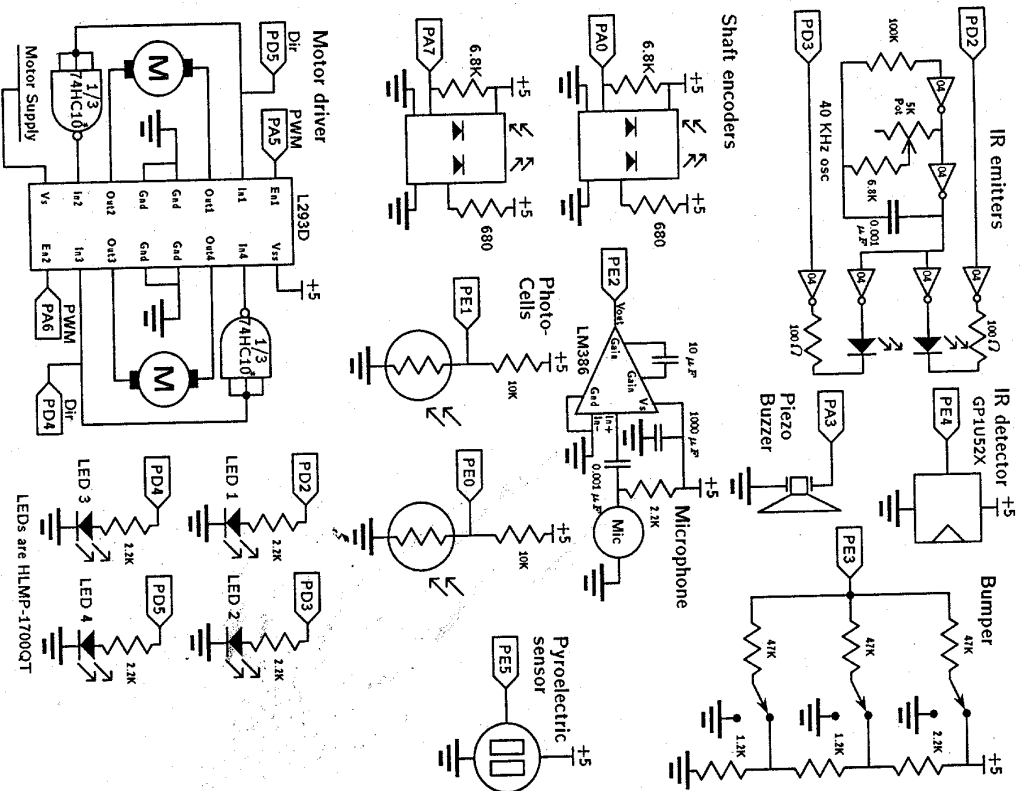 IR emitters
PD2
04
04
04
04
100K
5K
Pot
6.8K
0.001
µF
04
04
100Ω
100Ω
PD3
40 KHz osc
IR detector
GP1U52X
PE4
+5
Piezo
Buzzer
PA3
Bumper
PE3
47K
47K
47K
2.2K
1.2K
1.2K
+5
Shaft encoders
PA0
6.8K
+5
+5
680
PA7
6.8K
+5
+5
680
Microphone
PE2
Vout
LM386
Gain
Gain
Vs
Gnd
In-
In+
10 µF
1000 µF
0.001 µF
2.2K
+5
Mic
Photo-
Cells
PE1
+5
10K
PE0
+5
10K
Pyroelectric
sensor
PE5
+5
Motor driver
Dir
PD5
PWM
PA5
M
1/3
74HC10
Motor Supply
L293D
En1
In1
Out1
Gnd
Gnd
Out2
In2
Vs
Vss
In4
Out4
Gnd
Gnd
Out3
In3
En2
+5
1/3
74HC10
M
PWM
PA6
Dir
PD4
PD2
2.2K
LED 1
PD3
2.2K
LED 2
PD4
2.2K
LED 3
PD5
2.2K
LED 4
LEDs are HLMP-1700QT